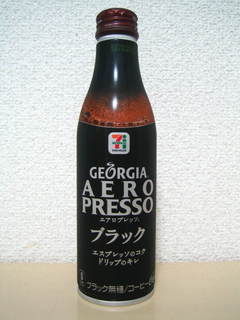 7
PREMIUM
GEORGIA
AERO
PRESSO
エアロプレッソ
ブラック
エスプレッソのコク
ドリップのキレ
ブラック無糖/コーヒー